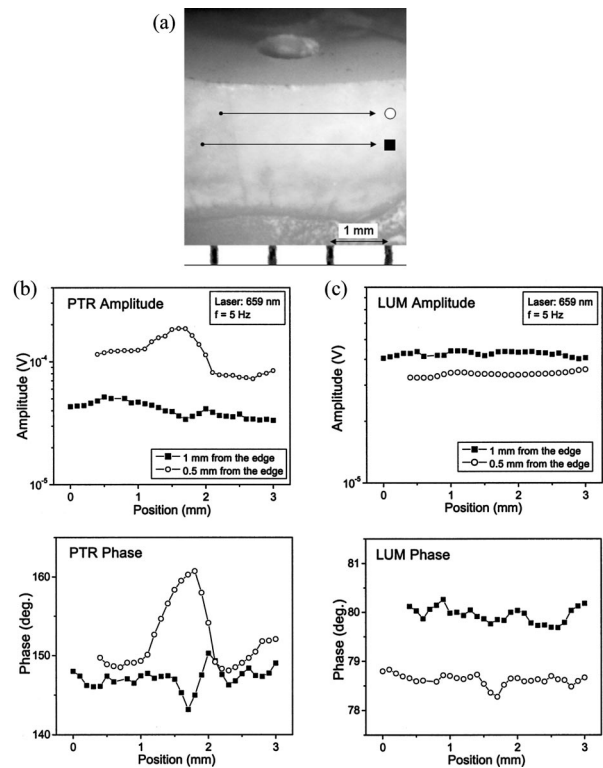 (a)
1 mm
(b)
PTR Amplitude
Laser: 659 nm
f = 5 Hz
Amplitude (V)
10⁻⁴
10⁻⁵
1 mm from the edge
0.5 mm from the edge
0 1 2 3
Position (mm)
PTR Phase
Phase (deg.)
160
150
140
0 1 2 3
Position (mm)
(c)
LUM Amplitude
Laser: 659 nm
f = 5 Hz
Amplitude (V)
10⁻⁵
1 mm from the edge
0.5 mm from the edge
0 1 2 3
Position (mm)
LUM Phase
Phase (deg.)
81
80
79
78
0 1 2 3
Position (mm)